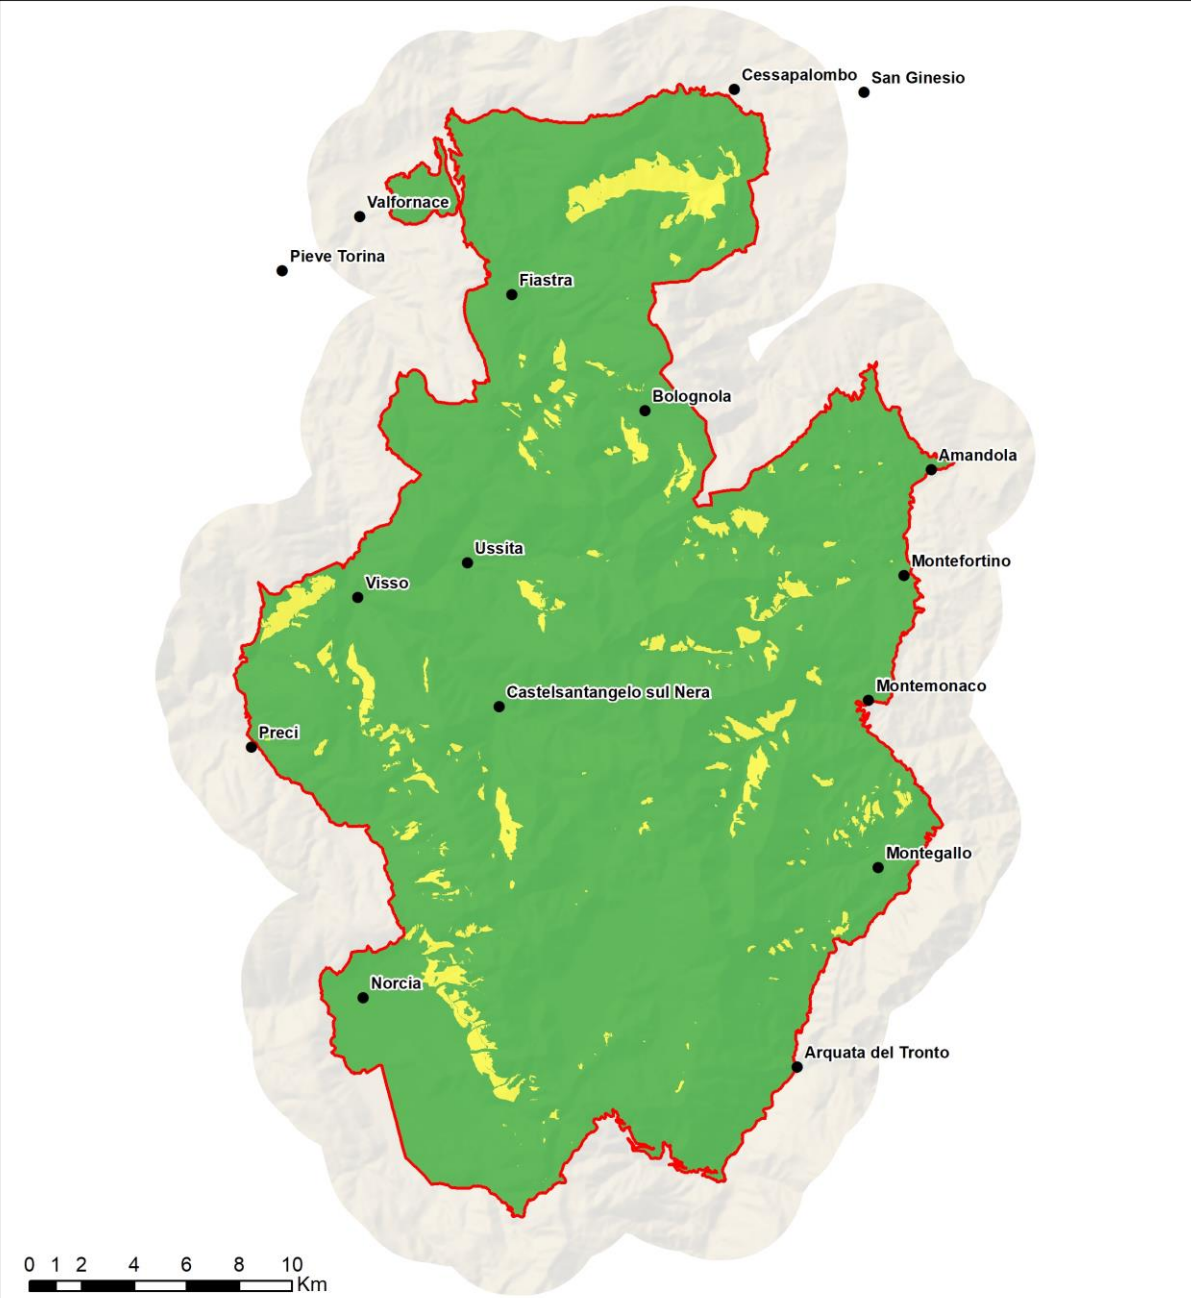 Cessapalombo
San Ginesio
Valfornace
Pieve Torina
Fiastra
Bolognola
Amandola
Ussita
Montefortino
Visso
Montemonaco
Castelsantangelo sul Nera
Preci
Montegallo
Norcia
Arquata del Tronto
0 1 2 4 6 8 10
Km